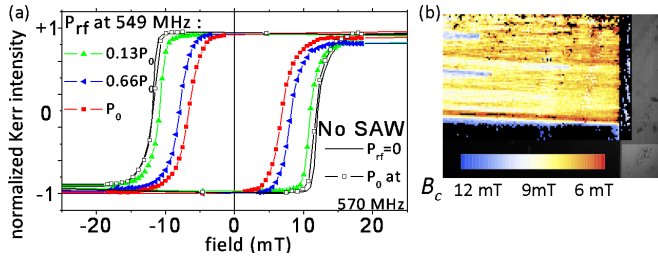 (a)
P_rf at 549 MHz :
0.13P_0
0.66P_0
P_0
No SAW
P_rf=0
P_0 at
570 MHz
normalized Kerr intensity
+1
0
-1
-20 -10 0 10 20
field (mT)
(b)
B_c
12 mT 9mT 6 mT